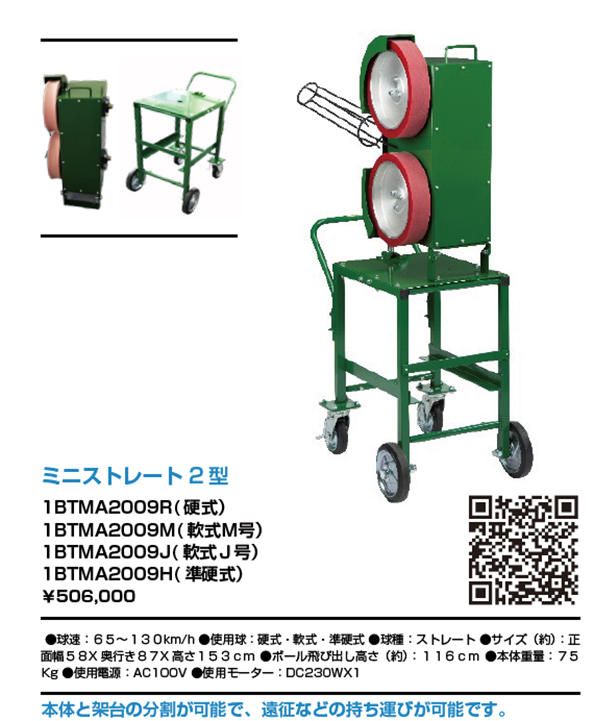 ミニストレート2型
1BTMA2009R(硬式)
1BTMA2009M(軟式M号)
1BTMA2009J(軟式J号)
1BTMA2009H(準硬式)
¥506,000
●球速：65～130km/h ●使用球：硬式・軟式・準硬式 ●球種：ストレート ●サイズ（約）：正
面幅58X奥行き87X高さ153cm ●ボール飛び出し高さ（約）：116cm ●本体重量：75
Kg ●使用電源：AC100V ●使用モーター：DC230WX1
本体と架台の分割が可能で、遠征などの持ち運びが可能です。